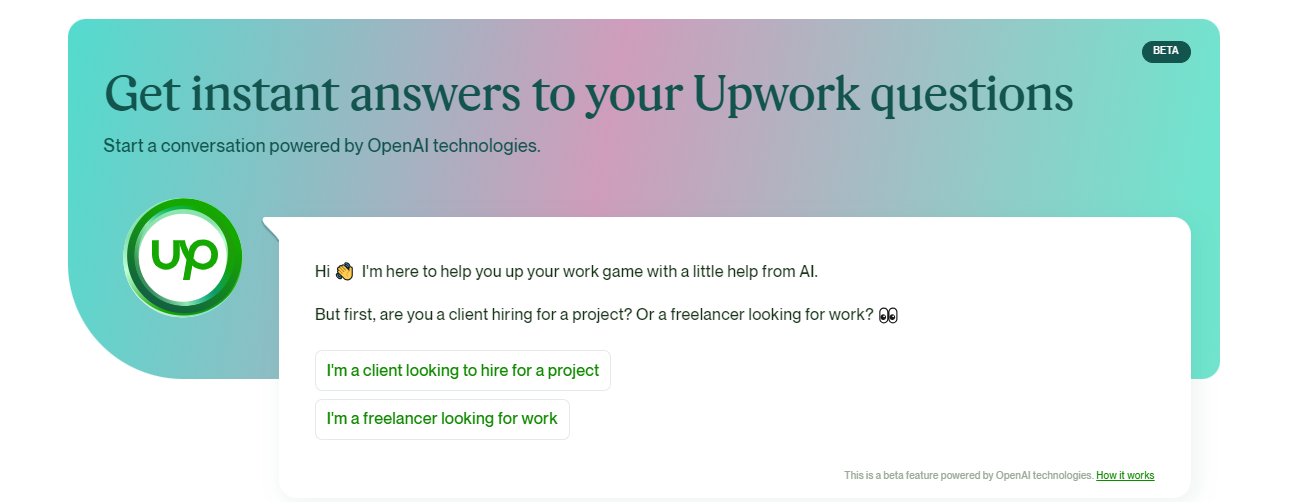 BETA
Get instant answers to your Upwork questions
Start a conversation powered by OpenAI technologies.
up
Hi 👏 I'm here to help you up your work game with a little help from AI.
But first, are you a client hiring for a project? Or a freelancer looking for work? 👀
I'm a client looking to hire for a project
I'm a freelancer looking for work
This is a beta feature powered by OpenAI technologies. How it works